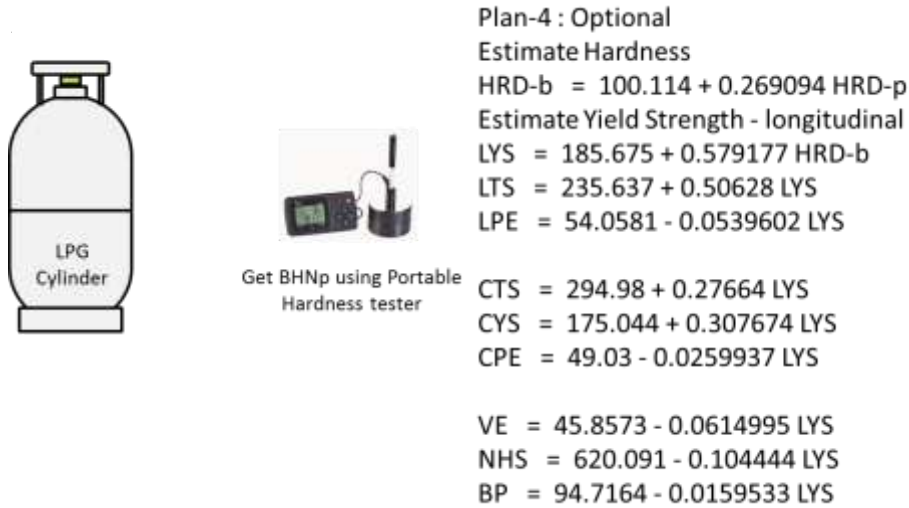 Plan-4 : Optional
Estimate Hardness
HRD-b = 100.114 + 0.269094 HRD-p
Estimate Yield Strength - longitudinal
LYS = 185.675 + 0.579177 HRD-b
LTS = 235.637 + 0.50628 LYS
LPE = 54.0581 - 0.0539602 LYS
LPG
Cylinder
Get BHNp using Portable
Hardness tester
CTS = 294.98 + 0.27664 LYS
CYS = 175.044 + 0.307674 LYS
CPE = 49.03 - 0.0259937 LYS
VE = 45.8573 - 0.0614995 LYS
NHS = 620.091 - 0.104444 LYS
BP = 94.7164 - 0.0159533 LYS